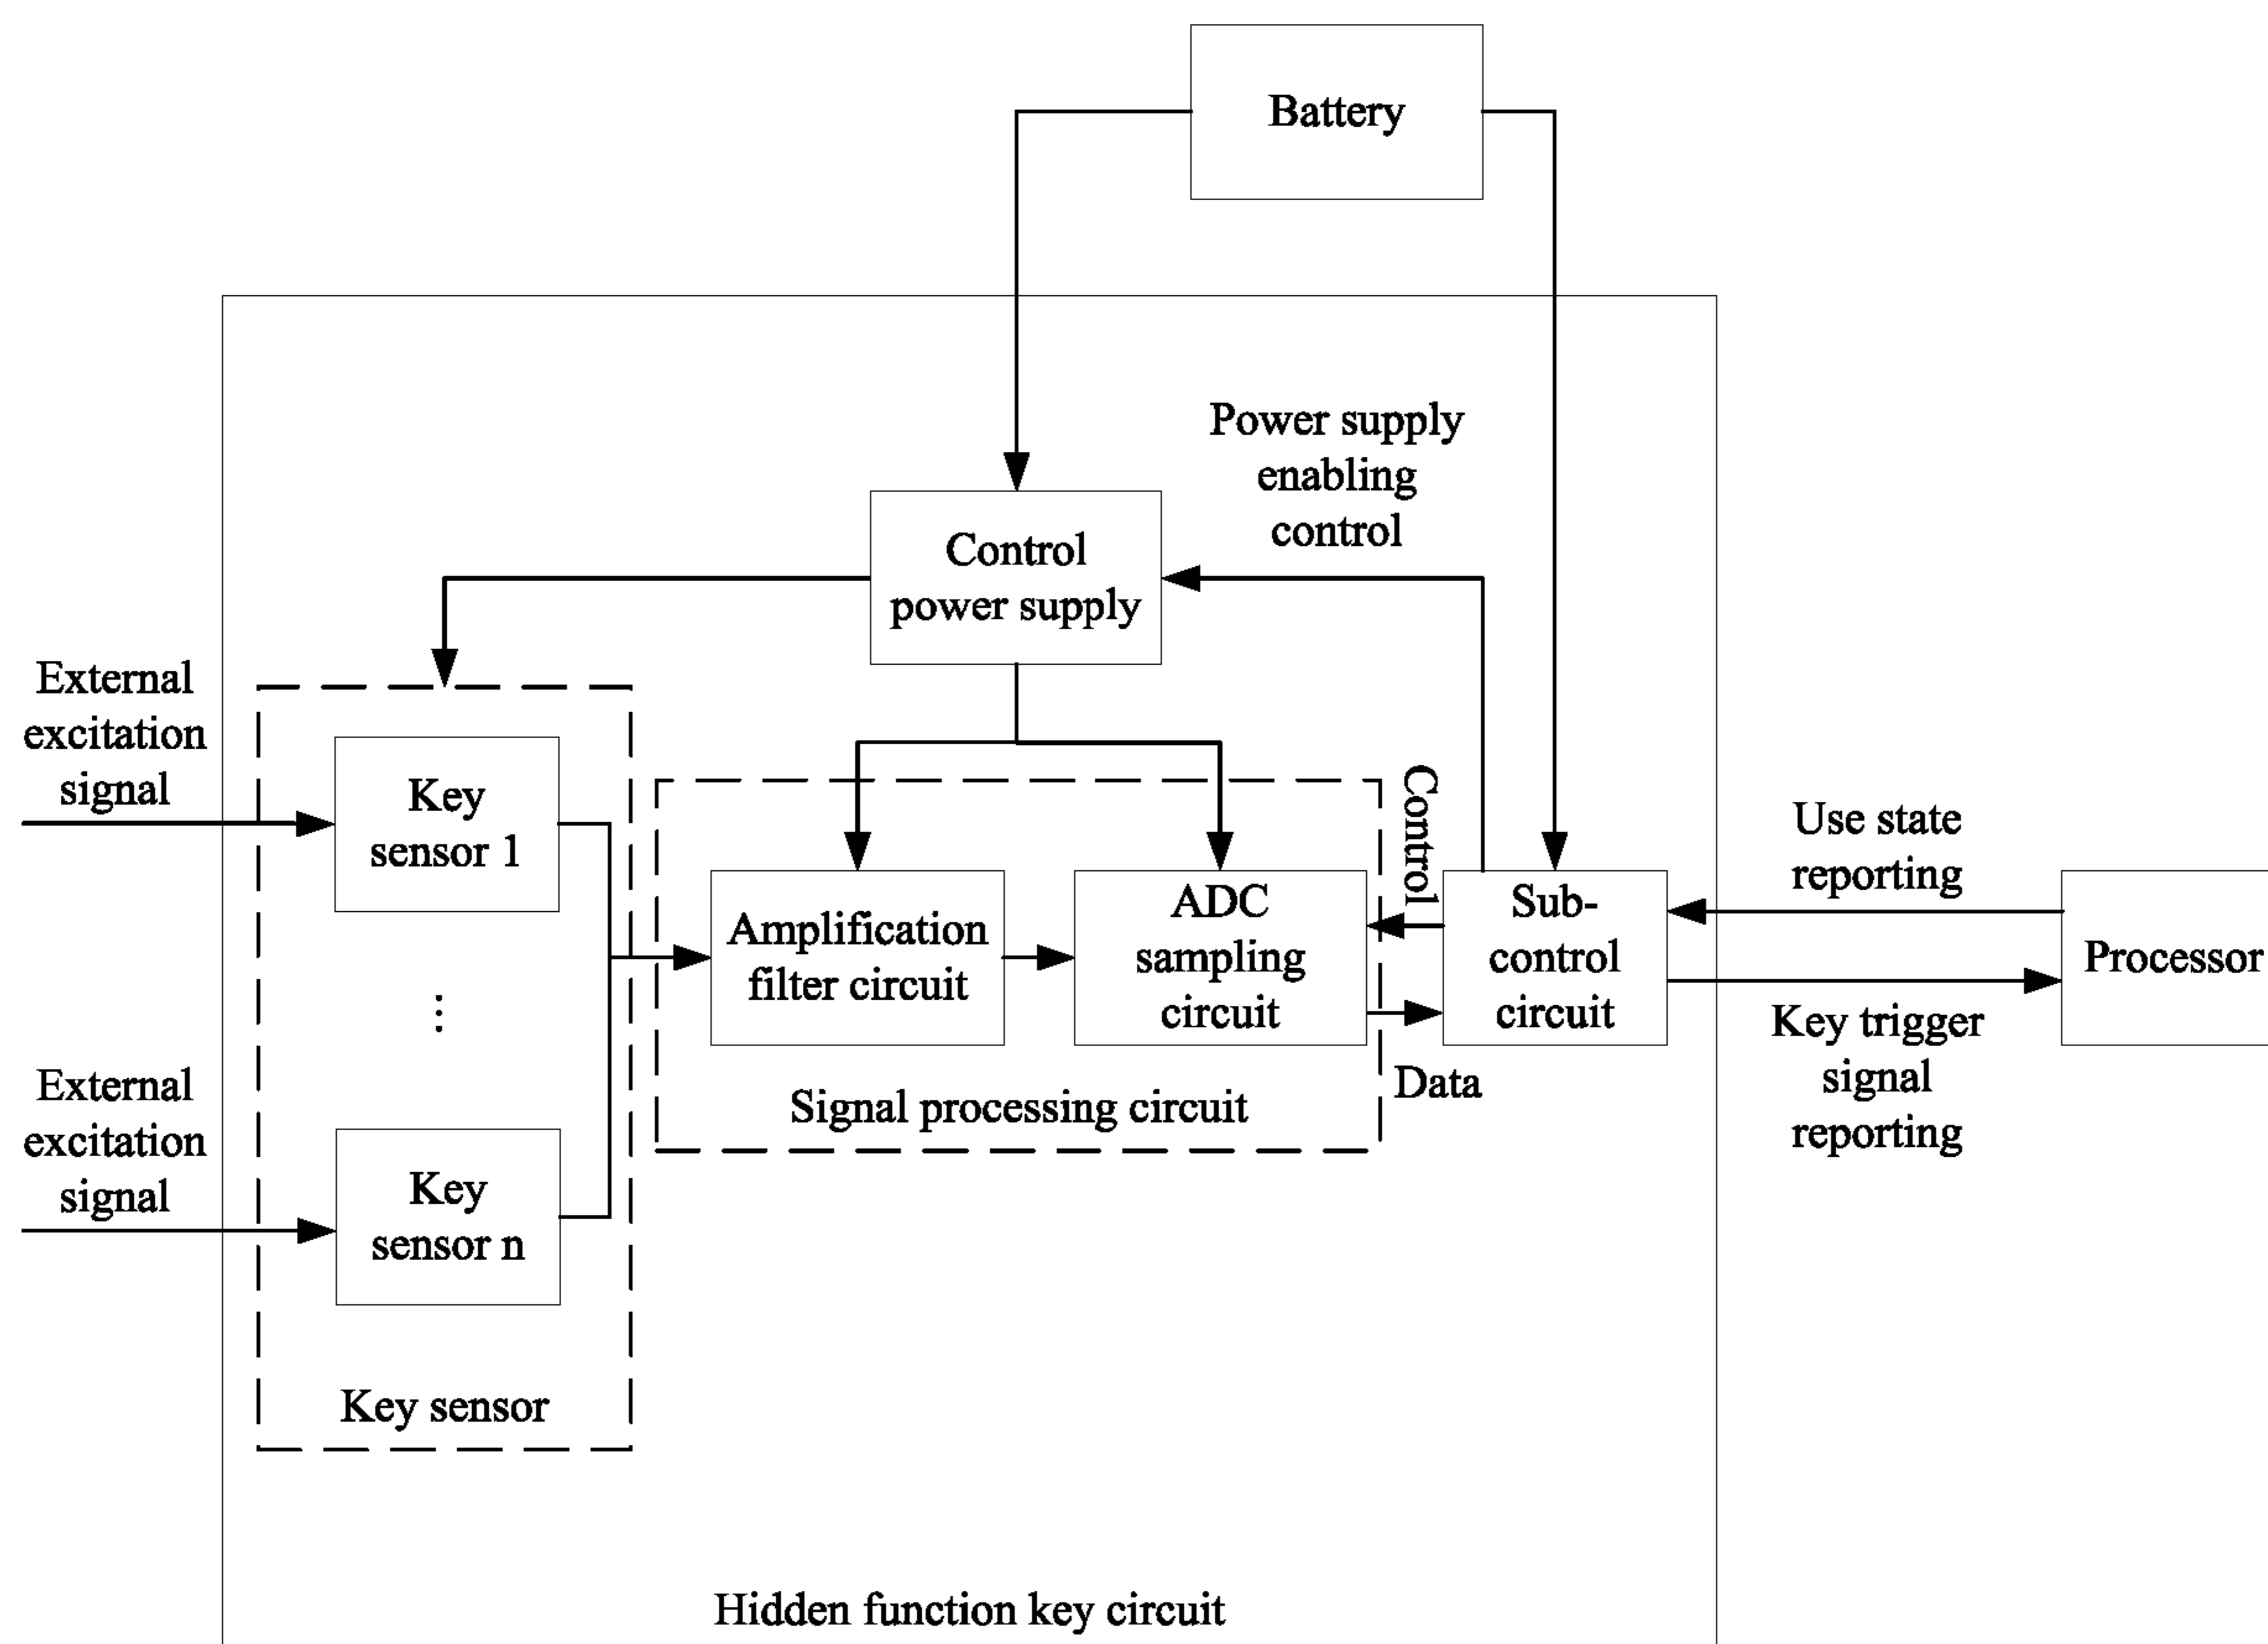 Battery
Power supply
enabling
control
Control
power supply
External
excitation
signal
Key
sensor 1
Control
Use state
reporting
Amplification
filter circuit
ADC
sampling
circuit
Sub-
control
circuit
Processor
Key trigger
signal
reporting
Data
Signal processing circuit
External
excitation
signal
Key
sensor n
Key sensor
Hidden function key circuit